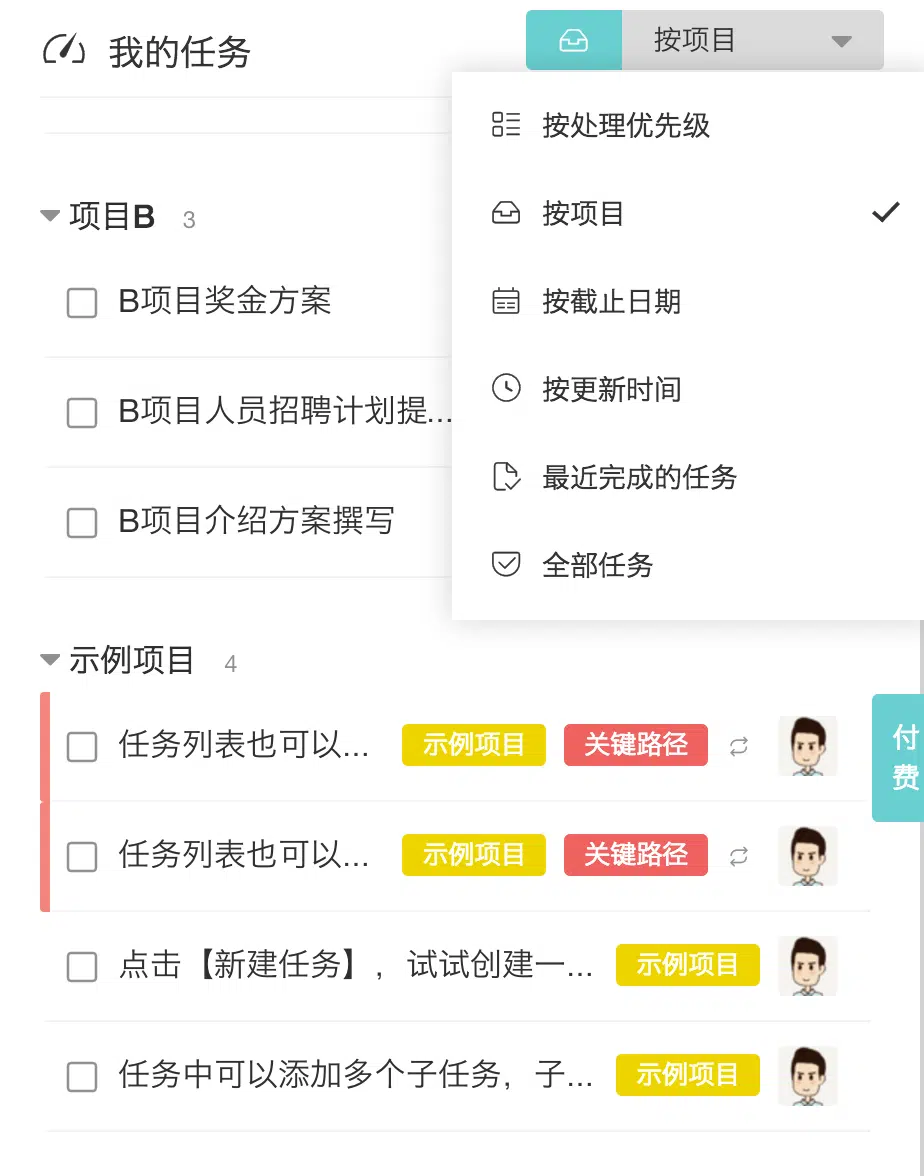 我的任务
按项目
按处理优先级
按项目
按截止日期
按更新时间
最近完成的任务
全部任务
项目B 3
B项目奖金方案
B项目人员招聘计划提...
B项目介绍方案撰写
示例项目 4
任务列表也可以... 示例项目 关键路径
任务列表也可以... 示例项目 关键路径
点击【新建任务】，试试创建一... 示例项目
任务中可以添加多个子任务，子... 示例项目
付
费